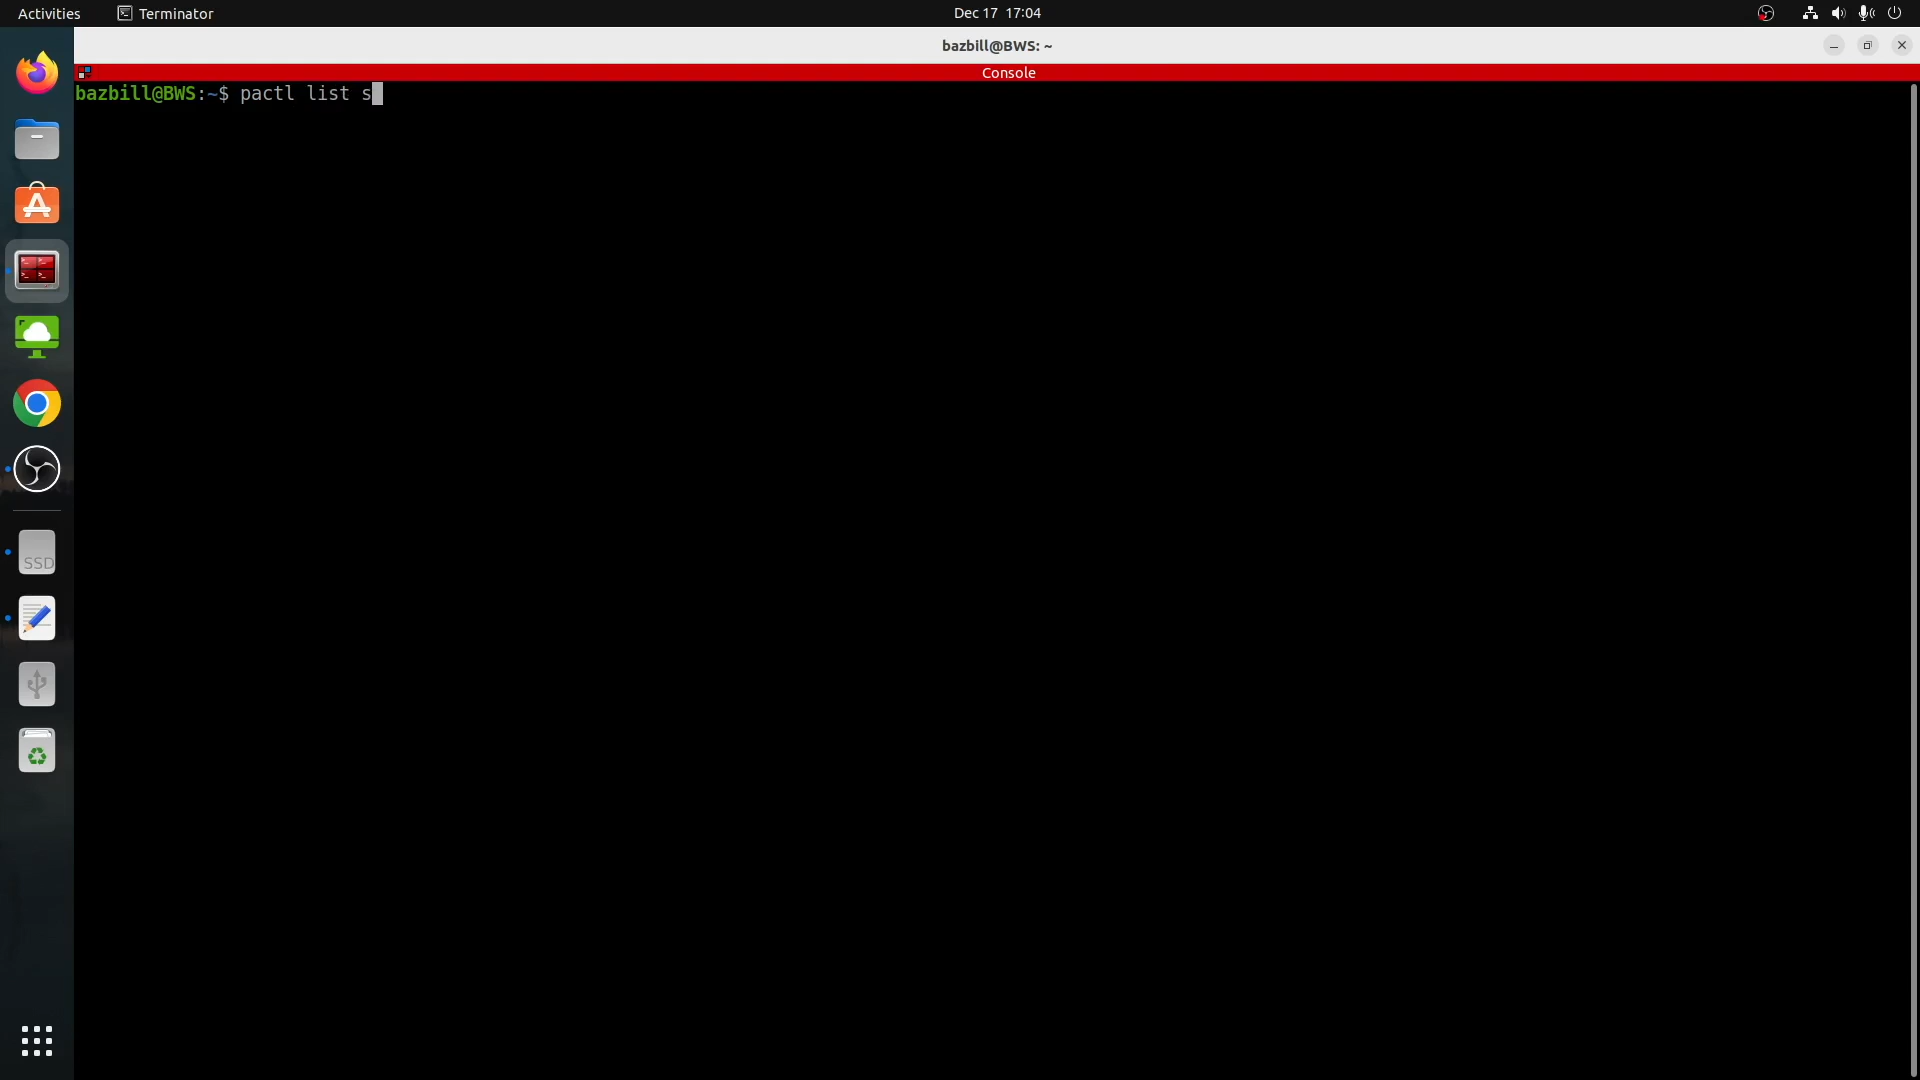 Activities
Terminator
Dec 17 17:04
bazbill@BWS: ~
Console
bazbill@BWS:~$ pactl list s
SSD